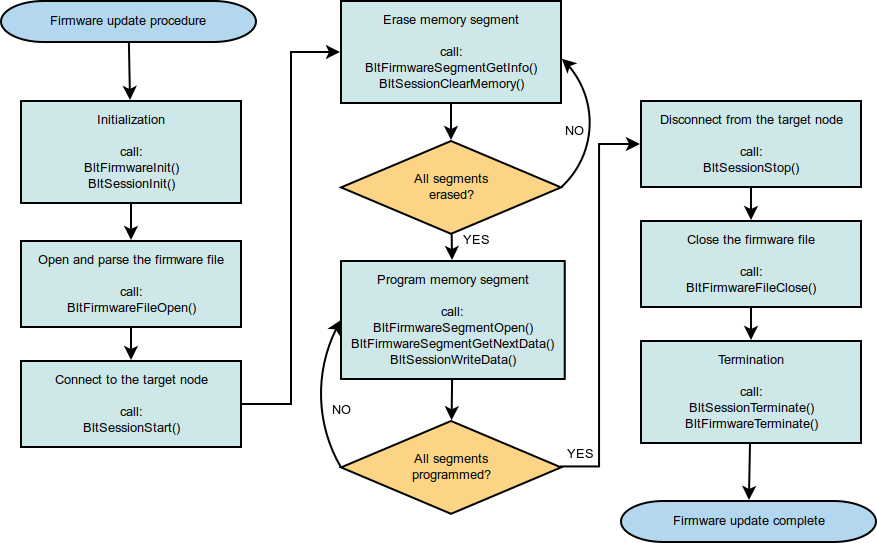 Firmware update procedure
Initialization
call:
BltFirmwareInit()
BltSessionInit()
Open and parse the firmware file
call:
BltFirmwareFileOpen()
Connect to the target node
call:
BltSessionStart()
Erase memory segment
call:
BltFirmwareSegmentGetInfo()
BltSessionClearMemory()
NO
All segments
erased?
YES
Program memory segment
call:
BltFirmwareSegmentOpen()
BltFirmwareSegmentGetNextData()
BltSessionWriteData()
NO
All segments
programmed?
YES
Disconnect from the target node
call:
BltSessionStop()
Close the firmware file
call:
BltFirmwareFileClose()
Termination
call:
BltSessionTerminate()
BltFirmwareTerminate()
Firmware update complete